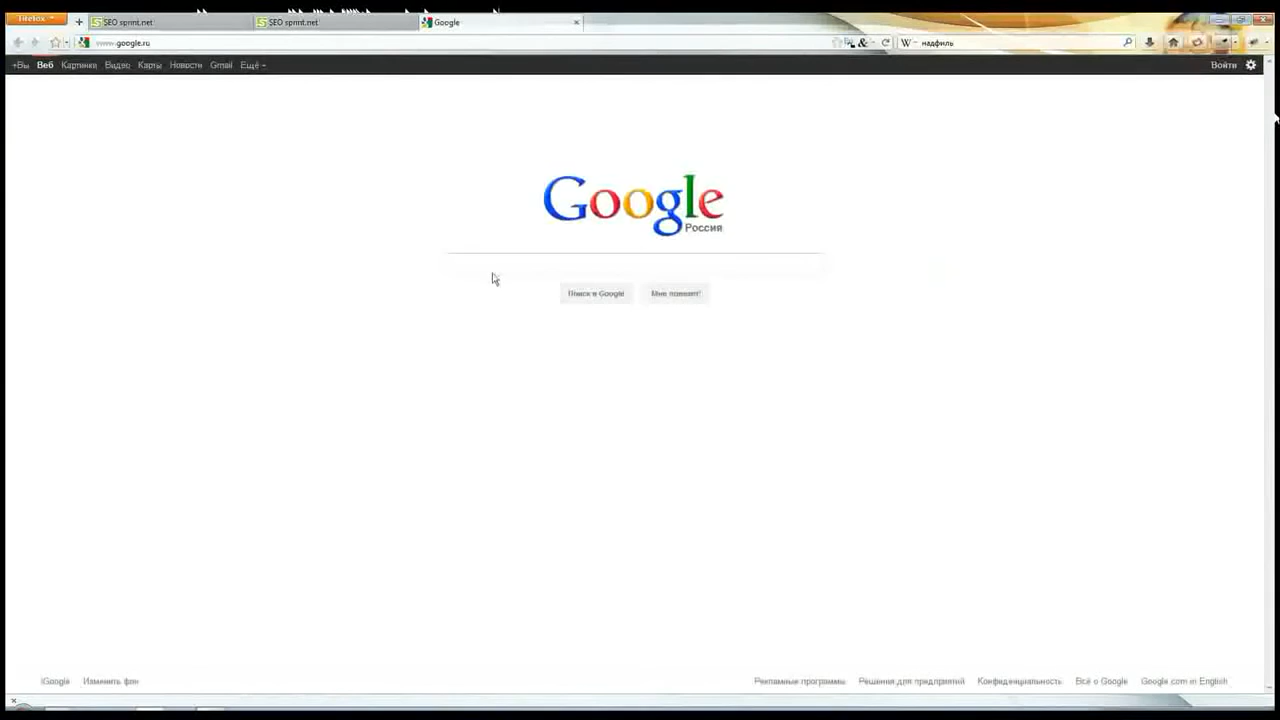 Firefox
SEO sprint.net
SEO sprint.net
Google
www.google.ru
W
надфиль
+Вы Веб Картинки Видео Карты Новости Gmail Ещё
Войти
Google
Россия
Поиск в Google
Мне повезёт!
iGoogle Изменить фон
Рекламные программы Решения для предприятий Конфиденциальность Всё о Google Google.com in English